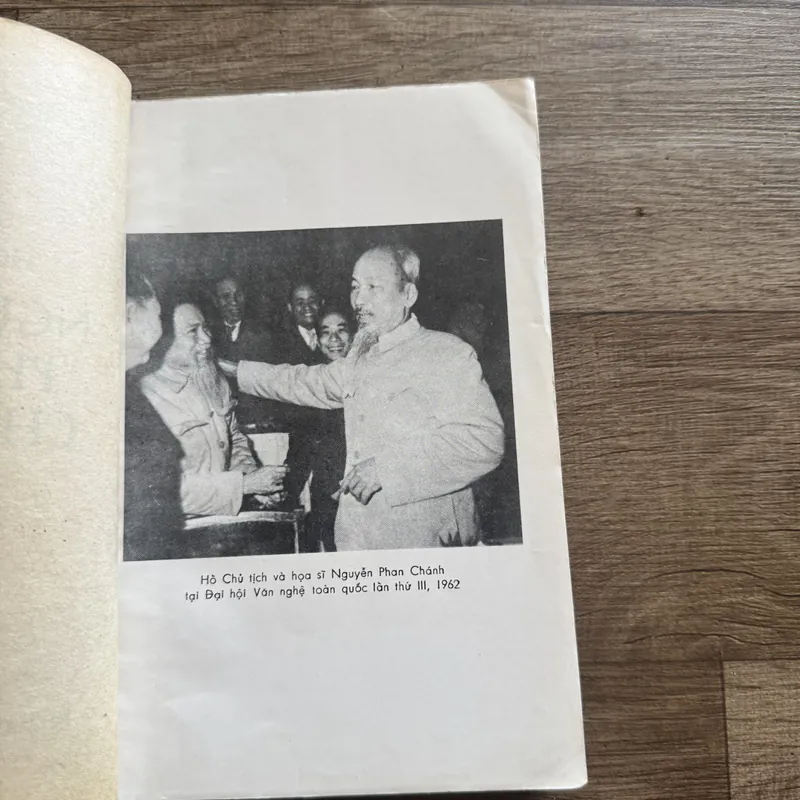 Hồ Chủ tịch và họa sĩ Nguyễn Phan Chánh
tại Đại hội Văn nghệ toàn quốc lần thứ III, 1962